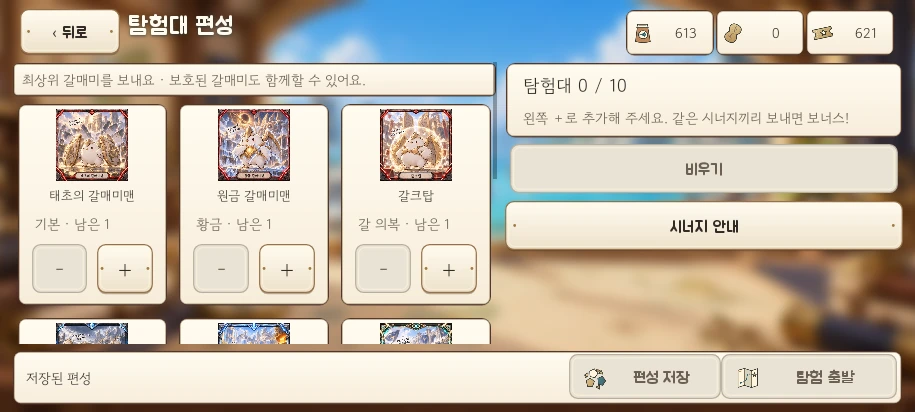 ‹ 뒤로
탐험대 편성
613
0
621
최상위 갈매미를 보내요 · 보호된 갈매미도 함께할 수 있어요.
탐험대 0 / 10
왼쪽 +로 추가해 주세요. 같은 시너지끼리 보내면 보너스!
태초의 갈매미맨
원금 갈매미맨
갈크탑
기본 · 남은 1
황금 · 남은 1
갈 의복 · 남은 1
- +
- +
- +
비우기
시너지 안내
저장된 편성
편성 저장
탐험 출발